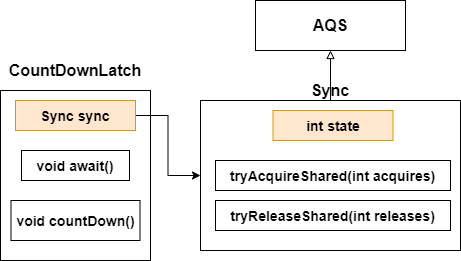 AQS
CountDownLatch
Sync sync
void await()
void countDown()
Sync
int state
tryAcquireShared(int acquires)
tryReleaseShared(int releases)